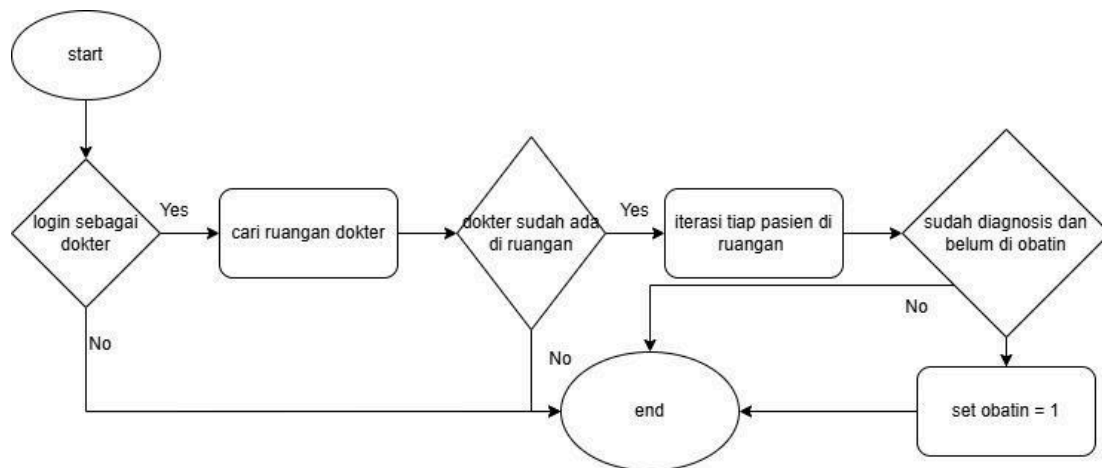 start
login sebagai
dokter
Yes
cari ruangan dokter
dokter sudah ada
di ruangan
Yes
iterasi tiap pasien di
ruangan
sudah diagnosis dan
belum di obatin
No
No
No
end
set obatin = 1